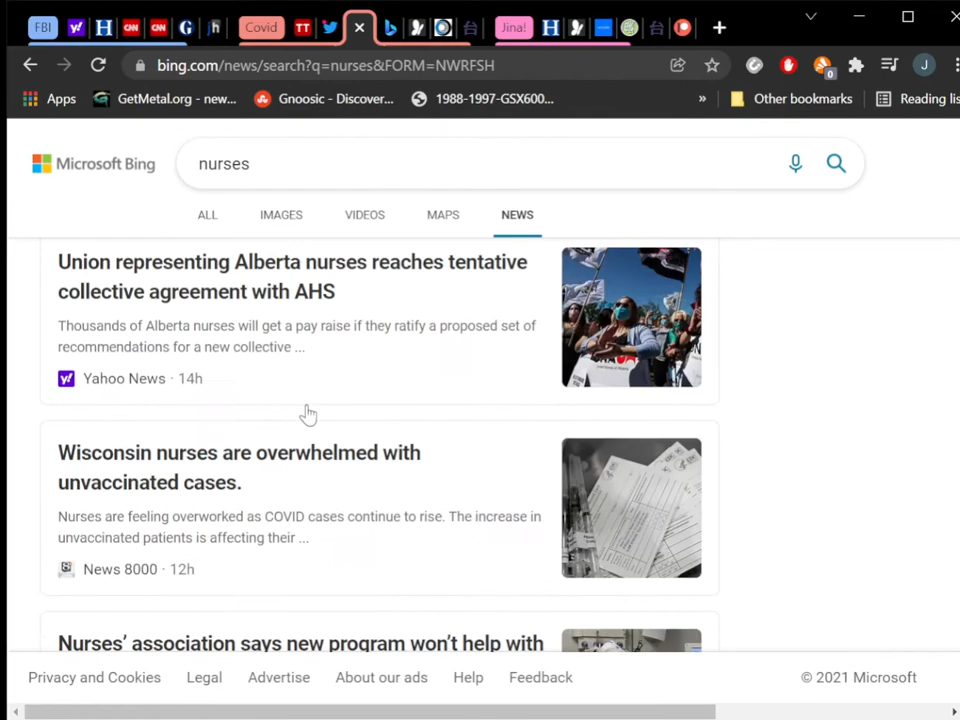 FBI
Covid
TT
Jina!
bing.com/news/search?q=nurses&FORM=NWRFSH
0
J
Apps
GetMetal.org - new...
Gnoosic - Discover...
1988-1997-GSX600...
»
Other bookmarks
Reading lis
Microsoft Bing
nurses
ALL
IMAGES
VIDEOS
MAPS
NEWS
Union representing Alberta nurses reaches tentative
collective agreement with AHS
Thousands of Alberta nurses will get a pay raise if they ratify a proposed set of
recommendations for a new collective ...
Yahoo News · 14h
Wisconsin nurses are overwhelmed with
unvaccinated cases.
Nurses are feeling overworked as COVID cases continue to rise. The increase in
unvaccinated patients is affecting their ...
News 8000 · 12h
Nurses’ association says new program won’t help with
Privacy and Cookies
Legal
Advertise
About our ads
Help
Feedback
© 2021 Microsoft